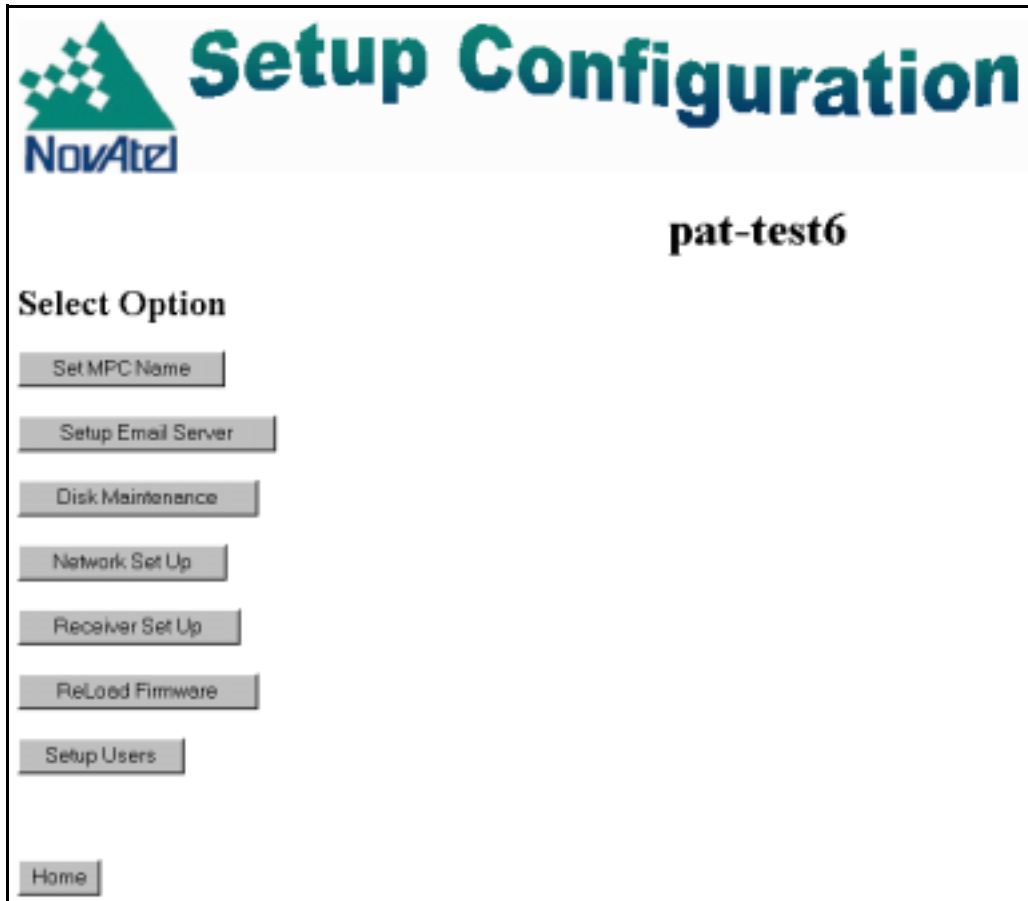 Setup Configuration
NovAtel
pat-test6
Select Option
Set MPC Name
Setup Email Server
Disk Maintenance
Network Set Up
Receiver Set Up
ReLoad Firmware
Setup Users
Home